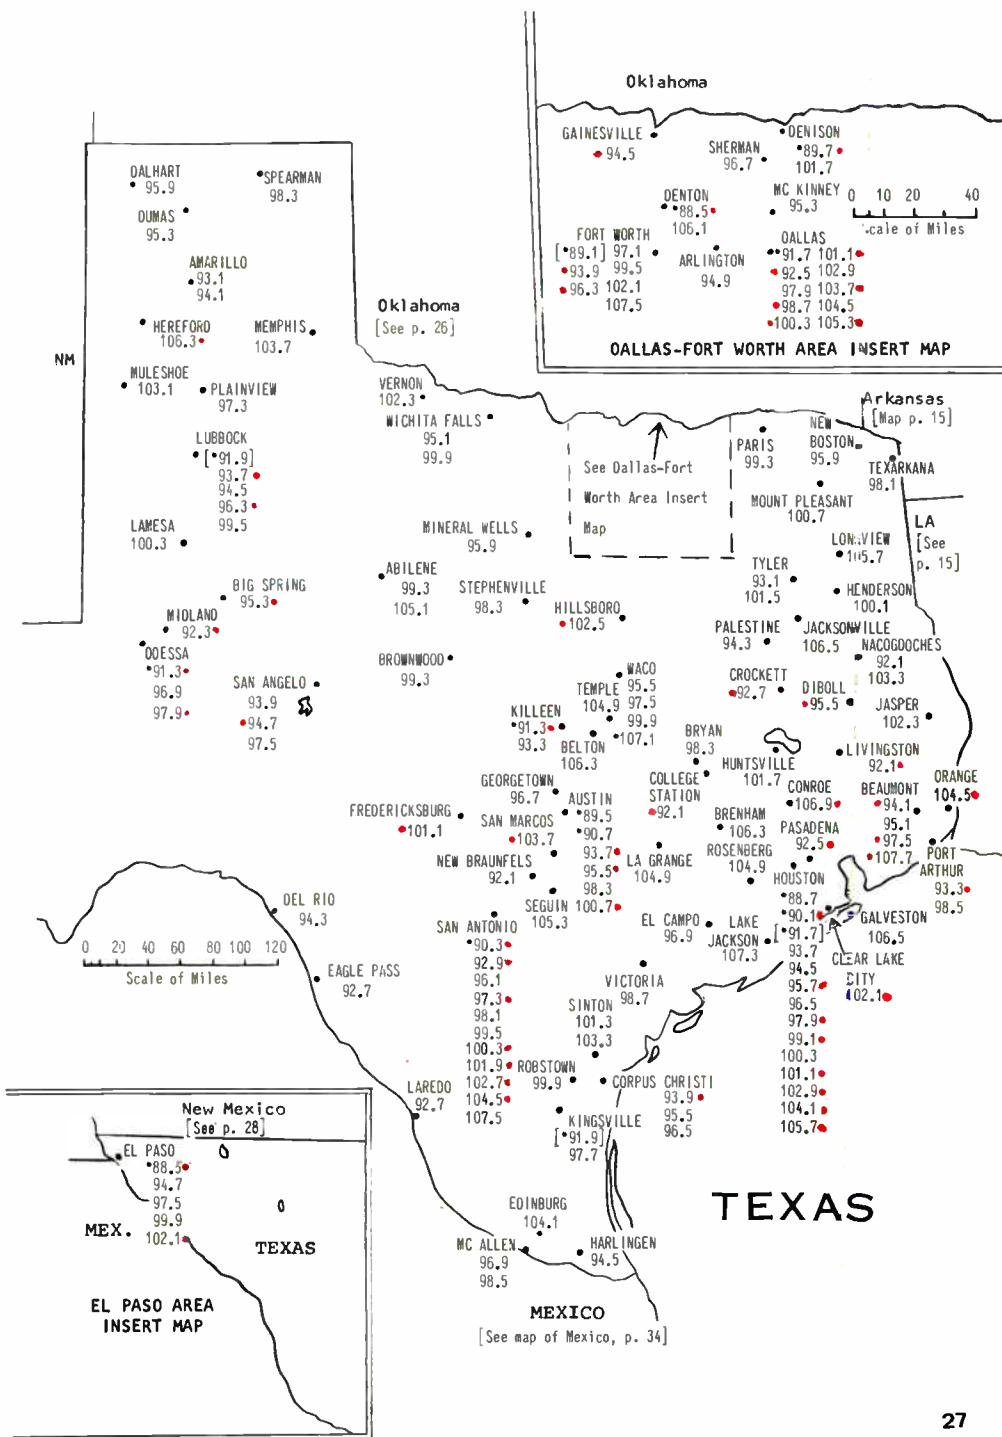 Oklahoma
GAINESVILLE
94.5
DENISON
•89.7
101.7
SHERMAN
96.7
MC KINNEY
95.3
0 10 20 40
Scale of Miles
DENTON
•88.5
106.1
FORT WORTH
[•89.1] 97.1
93.9 99.5
96.3 102.1
107.5
ARLINGTON
94.9
DALLAS
•91.7 101.1
92.5 102.9
97.9 103.7
98.7 104.5
100.3 105.3
DALLAS-FORT WORTH AREA INSERT MAP
DALHART
95.9
SPEARMAN
98.3
DUMAS
95.3
AMARILLO
93.1
94.1
HEREFORD
106.3
MEMPHIS
103.7
NM
Oklahoma
[See p. 26]
MULESHOE
103.1
PLAINVIEW
97.3
VERNON
102.3
WICHITA FALLS
95.1
99.9
LUBBOCK
[•91.9]
93.7
94.5
96.3
99.5
See Dallas-Fort
Worth Area Insert
Map
Arkansas
[Map p. 15]
PARIS
99.3
NEW
BOSTON
95.9
TEXARKANA
98.1
MOUNT PLEASANT
100.7
LA
[See
p. 15]
LAMESA
100.3
MINERAL WELLS
95.9
LONGVIEW
105.7
TYLER
93.1
101.5
HENDERSON
100.1
BIG SPRING
95.3
ABILENE
99.3
105.1
STEPHENVILLE
98.3
HILLSBORO
102.5
MIDLAND
92.3
PALESTINE
94.3
JACKSONVILLE
106.5
NACOGDOCHES
92.1
103.3
ODESSA
•91.3
96.9
97.9
SAN ANGELO
93.9
94.7
97.5
BROWNWOOD
99.3
WACO
95.5
97.5
99.9
•107.1
TEMPLE
104.9
CROCKETT
92.7
DIBOLL
95.5
JASPER
102.3
KILLEEN
•91.3
93.3
BELTON
106.3
BRYAN
98.3
HUNTSVILLE
101.7
LIVINGSTON
92.1
GEORGETOWN
96.7
COLLEGE
STATION
92.1
CONROE
106.9
BEAUMONT
94.1
95.1
97.5
107.7
ORANGE
104.5
FREDERICKSBURG
101.1
SAN MARCOS
103.7
AUSTIN
•89.5
•90.7
93.7
95.5
98.3
100.7
BRENHAM
106.3
PASADENA
92.5
NEW BRAUNFELS
92.1
LA GRANGE
104.9
ROSENBERG
104.9
PORT
ARTHUR
93.3
98.5
SEGUIN
105.3
HOUSTON
•88.7
•90.1
[•91.7]
93.7
94.5
95.7
96.5
97.9
99.1
100.3
101.1
102.9
104.1
105.7
DEL RIO
94.3
SAN ANTONIO
•90.3
92.9
96.1
97.3
98.1
99.5
100.3
101.9
102.7
104.5
107.5
EL CAMPO
96.9
LAKE
JACKSON
107.3
GALVESTON
106.5
CLEAR LAKE
CITY
102.1
0 20 40 60 80 100 120
Scale of Miles
EAGLE PASS
92.7
VICTORIA
98.7
SINTON
101.3
103.3
LAREDO
92.7
ROBSTOWN
99.9
CORPUS CHRISTI
93.9
95.5
96.5
KINGSVILLE
[•91.9]
97.7
New Mexico
[See p. 28]
EL PASO
•88.5
94.7
97.5
99.9
102.1
MEX.
TEXAS
EL PASO AREA
INSERT MAP
TEXAS
EDINBURG
104.1
MC ALLEN
96.9
98.5
HARLINGEN
94.5
MEXICO
[See map of Mexico, p. 34]
27